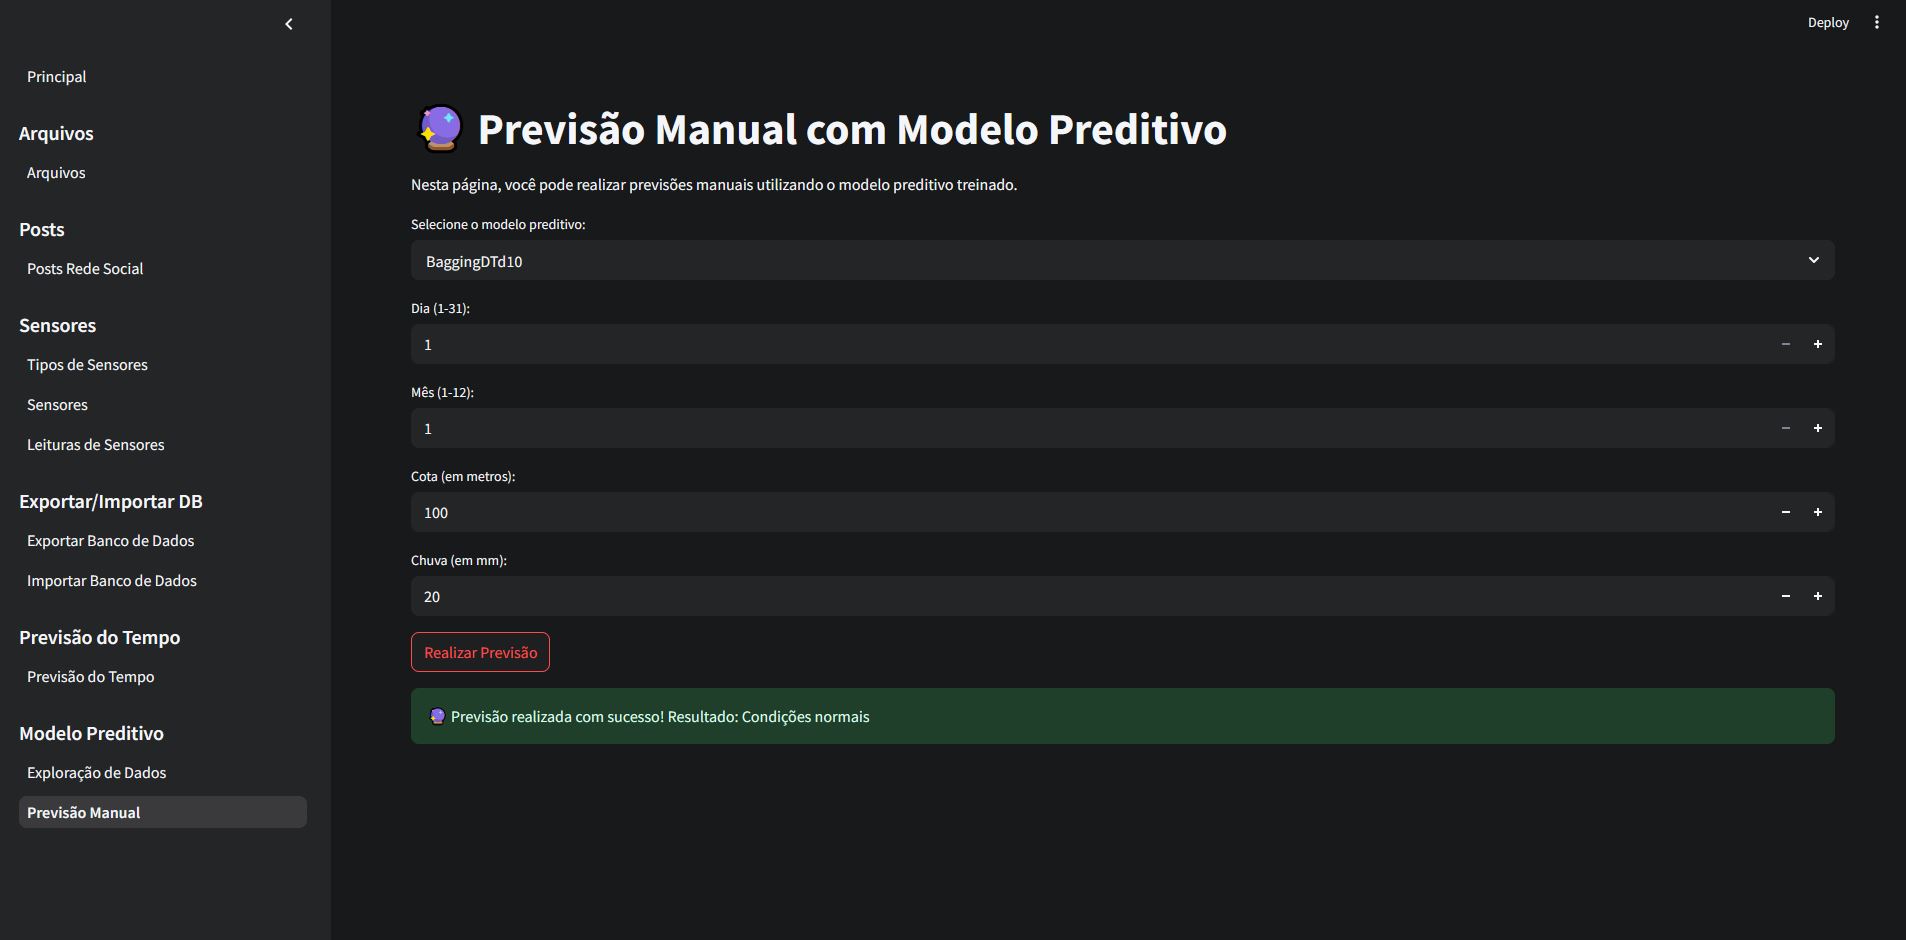 Deploy
Principal
Arquivos
Arquivos
Posts
Posts Rede Social
Sensores
Tipos de Sensores
Sensores
Leituras de Sensores
Exportar/Importar DB
Exportar Banco de Dados
Importar Banco de Dados
Previsão do Tempo
Previsão do Tempo
Modelo Preditivo
Exploração de Dados
Previsão Manual
Previsão Manual com Modelo Preditivo
Nesta página, você pode realizar previsões manuais utilizando o modelo preditivo treinado.
Selecione o modelo preditivo:
BaggingDTd10
Dia (1-31):
1
Mês (1-12):
1
Cota (em metros):
100
Chuva (em mm):
20
Realizar Previsão
Previsão realizada com sucesso! Resultado: Condições normais